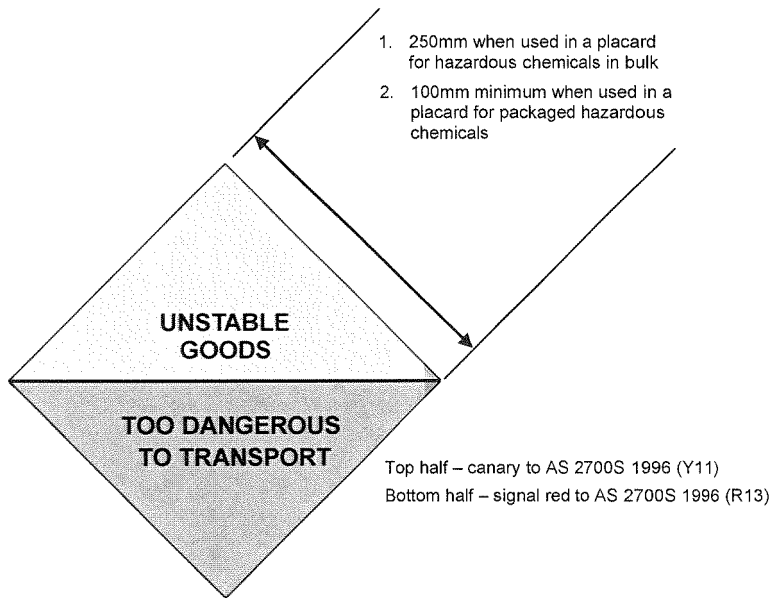 1. 250mm when used in a placard
for hazardous chemicals in bulk
2. 100mm minimum when used in a
placard for packaged hazardous
chemicals
UNSTABLE
GOODS
TOO DANGEROUS
TO TRANSPORT
Top half – canary to AS 2700S 1996 (Y11)
Bottom half – signal red to AS 2700S 1996 (R13)